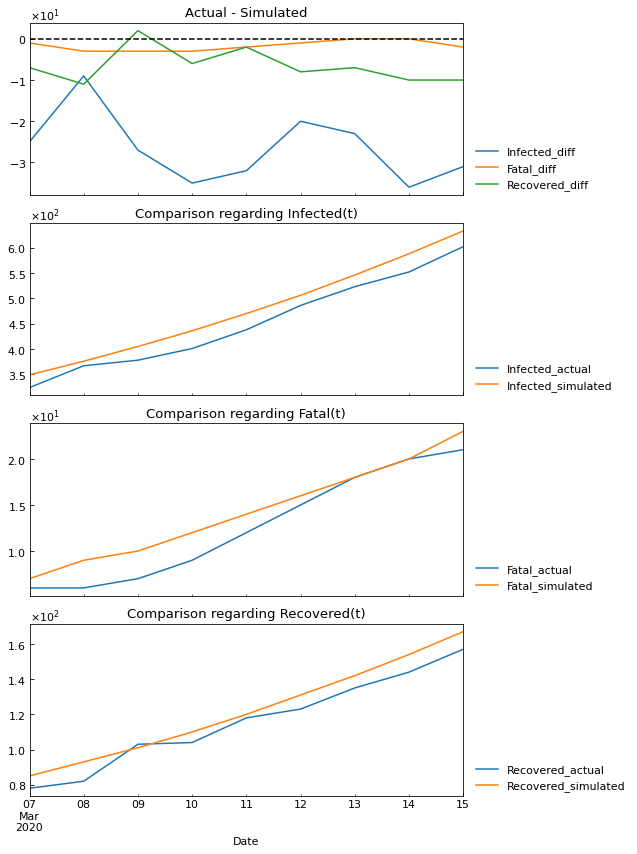 Actual - Simulated
×10¹
0
−1
−2
−3
Infected_diff
Fatal_diff
Recovered_diff
Comparison regarding Infected(t)
×10²
6.0
5.5
5.0
4.5
4.0
3.5
Infected_actual
Infected_simulated
Comparison regarding Fatal(t)
×10¹
2.0
1.5
1.0
Fatal_actual
Fatal_simulated
Comparison regarding Recovered(t)
×10²
1.6
1.4
1.2
1.0
0.8
Recovered_actual
Recovered_simulated
07 08 09 10 11 12 13 14 15
Mar
2020
Date